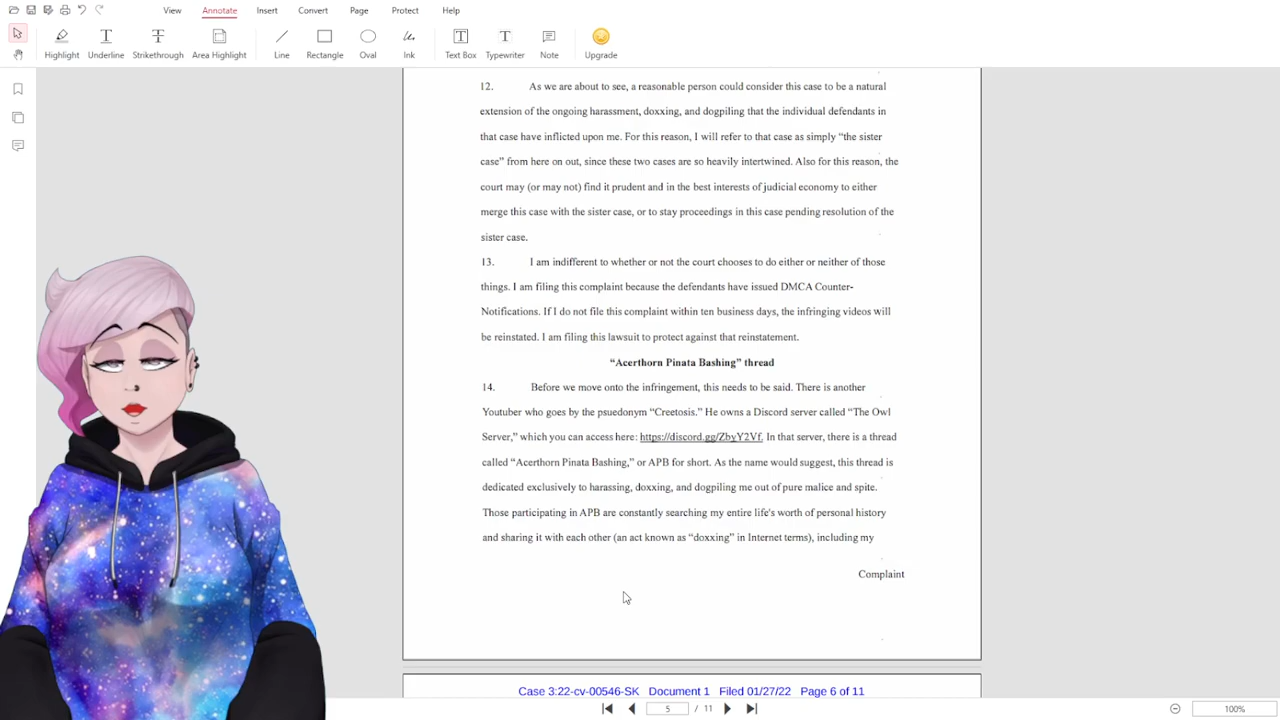 View Annotate Insert Convert Page Protect Help
Highlight Underline Strikethrough Area Highlight Line Rectangle Oval Ink Text Box Typewriter Note Upgrade
12. As we are about to see, a reasonable person could consider this case to be a natural
extension of the ongoing harassment, doxxing, and dogpiling that the individual defendants in
that case have inflicted upon me. For this reason, I will refer to that case as simply “the sister
case” from here on out, since these two cases are so heavily intertwined. Also for this reason, the
court may (or may not) find it prudent and in the best interests of judicial economy to either
merge this case with the sister case, or to stay proceedings in this case pending resolution of the
sister case.
13. I am indifferent to whether or not the court chooses to do either or neither of those
things. I am filing this complaint because the defendants have issued DMCA Counter-
Notifications. If I do not file this complaint within ten business days, the infringing videos will
be reinstated. I am filing this lawsuit to protect against that reinstatement.
“Acerthorn Pinata Bashing” thread
14. Before we move onto the infringement, this needs to be said. There is another
Youtuber who goes by the psuedonym “Creetosis.” He owns a Discord server called “The Owl
Server,” which you can access here: https://discord.gg/ZbyY2Vf. In that server, there is a thread
called “Acerthorn Pinata Bashing,” or APB for short. As the name would suggest, this thread is
dedicated exclusively to harassing, doxxing, and dogpiling me out of pure malice and spite.
Those participating in APB are constantly searching my entire life's worth of personal history
and sharing it with each other (an act known as “doxxing” in Internet terms), including my
Complaint
Case 3:22-cv-00546-SK Document 1 Filed 01/27/22 Page 6 of 11
5 / 11 100%